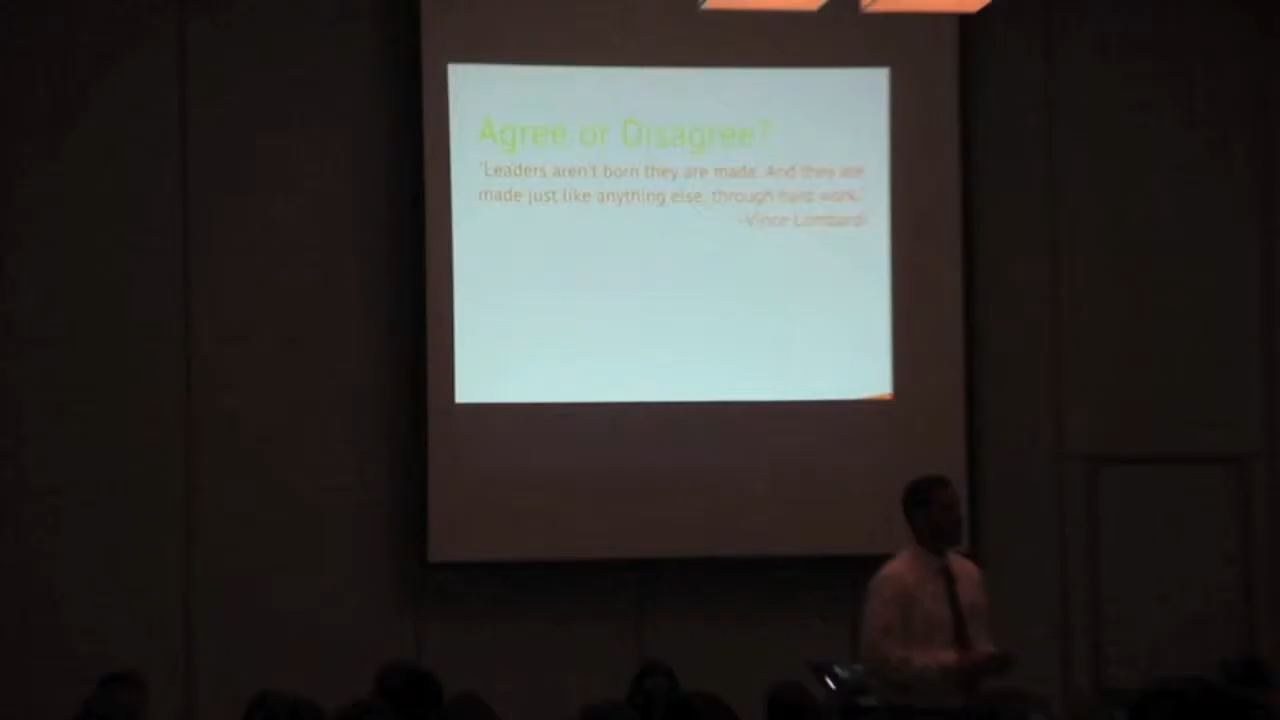 Agree or Disagree?
"Leaders aren't born they are made. And they are
made just like anything else, through hard work."
-Vince Lombardi